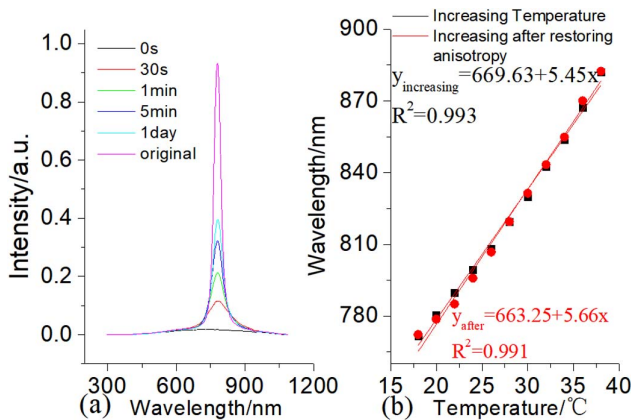 1.0
0.8
0.6
0.4
0.2
0.0
Intensity/a.u.
0s
30s
1min
5min
1day
original
300 600 900 1200
(a) Wavelength/nm
900
870
840
810
780
Wavelength/nm
Increasing Temperature
Increasing after restoring
anisotropy
y_increasing=669.63+5.45x
R²=0.993
y_after=663.25+5.66x
R²=0.991
15 20 25 30 35 40
(b) Temperature/℃